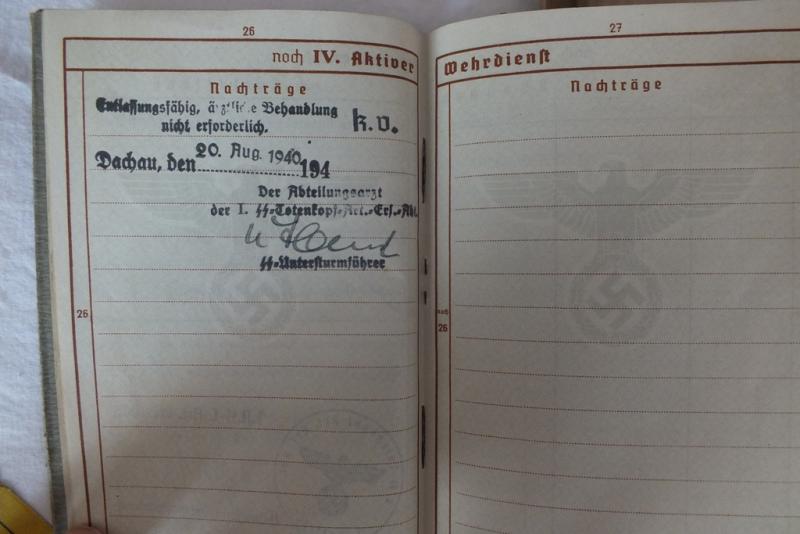 26
noch IV. Aktiver
Nachträge
Entlassungsfähig, ärztliche Behandlung
nicht erforderlich.
k.v.
Dachau, den 20. Aug. 1940 194
Der Abteilungsarzt
der I. SS-Totenkopf-Art.-Ers.-Abt.
SS-Untersturmführer
26
27
Wehrdienst
Nachträge
noch
26